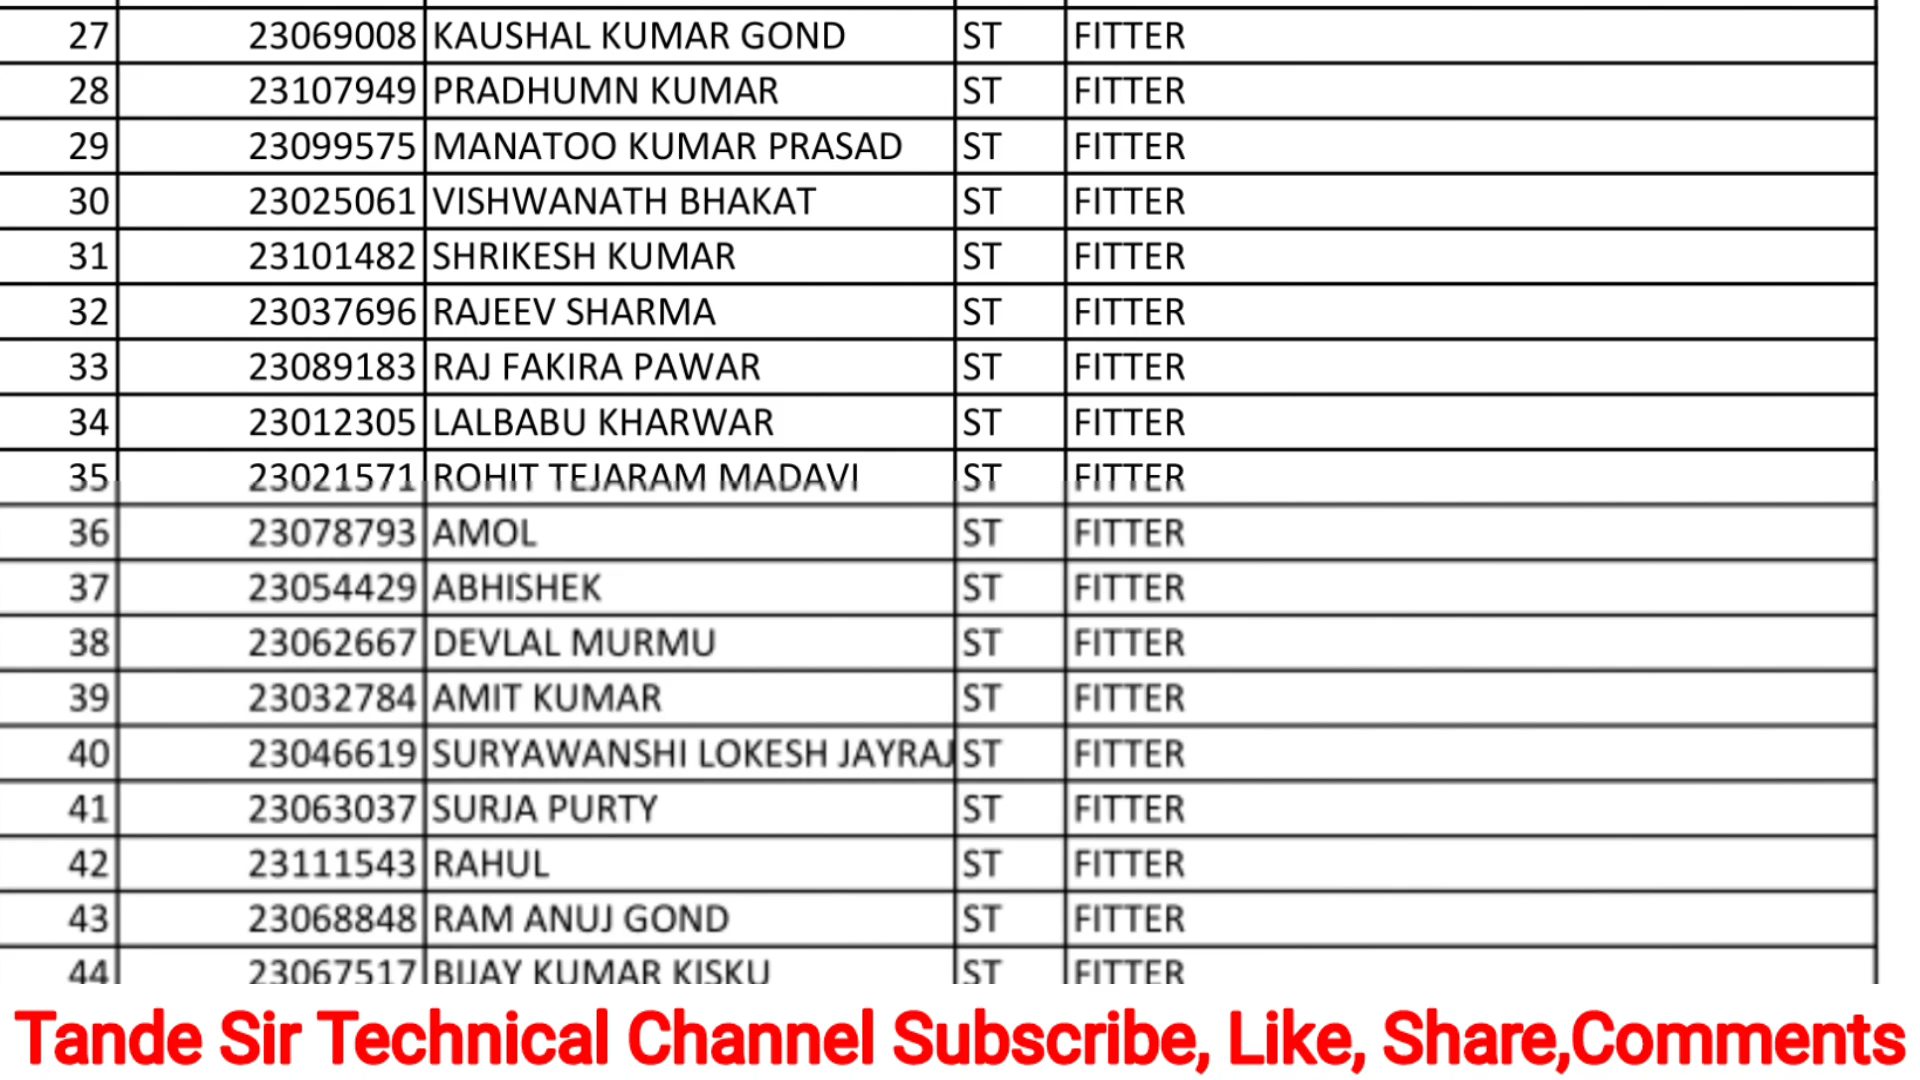 27 23069008 KAUSHAL KUMAR GOND ST FITTER
28 23107949 PRADHUMN KUMAR ST FITTER
29 23099575 MANATOO KUMAR PRASAD ST FITTER
30 23025061 VISHWANATH BHAKAT ST FITTER
31 23101482 SHRIKESH KUMAR ST FITTER
32 23037696 RAJEEV SHARMA ST FITTER
33 23089183 RAJ FAKIRA PAWAR ST FITTER
34 23012305 LALBABU KHARWAR ST FITTER
35 23021571 ROHIT TEJARAM MADAVI ST FITTER
36 23078793 AMOL ST FITTER
37 23054429 ABHISHEK ST FITTER
38 23062667 DEVLAL MURMU ST FITTER
39 23032784 AMIT KUMAR ST FITTER
40 23046619 SURYAWANSHI LOKESH JAYRAJ ST FITTER
41 23063037 SURJA PURTY ST FITTER
42 23111543 RAHUL ST FITTER
43 23068848 RAM ANUJ GOND ST FITTER
44 23067517 BIJAY KUMAR KISKU ST FITTER
Tande Sir Technical Channel Subscribe, Like, Share,Comments